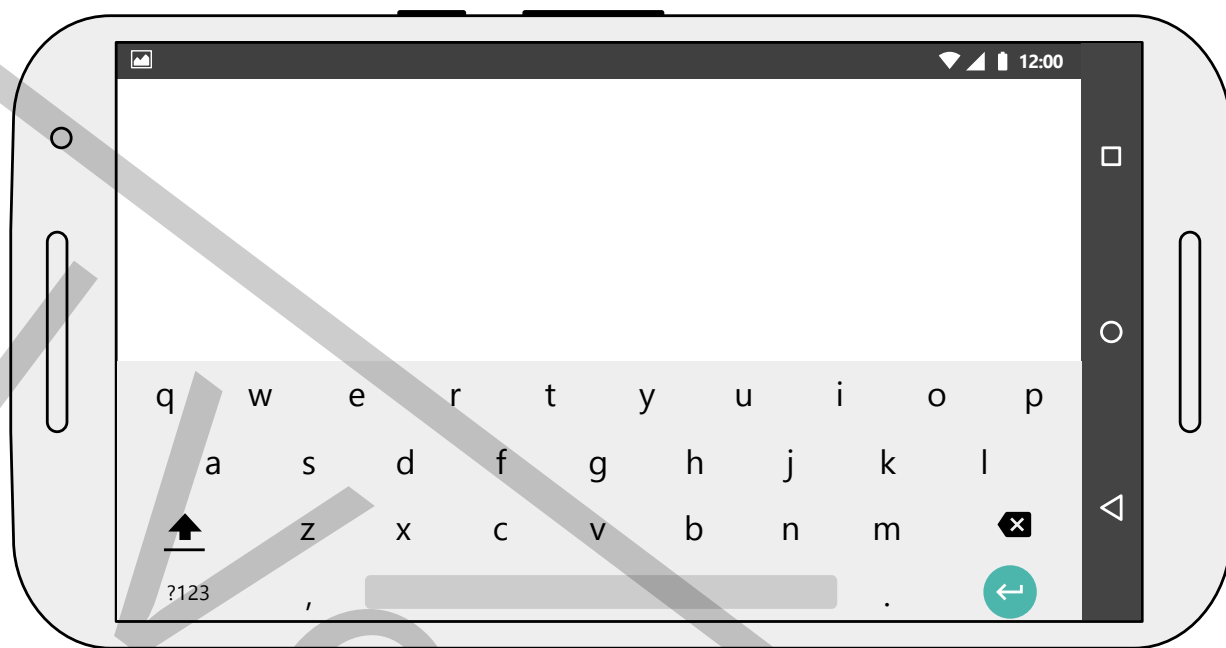 12:00
q w e r t y u i o p
a s d f g h j k l
z x c v b n m
?123 , .